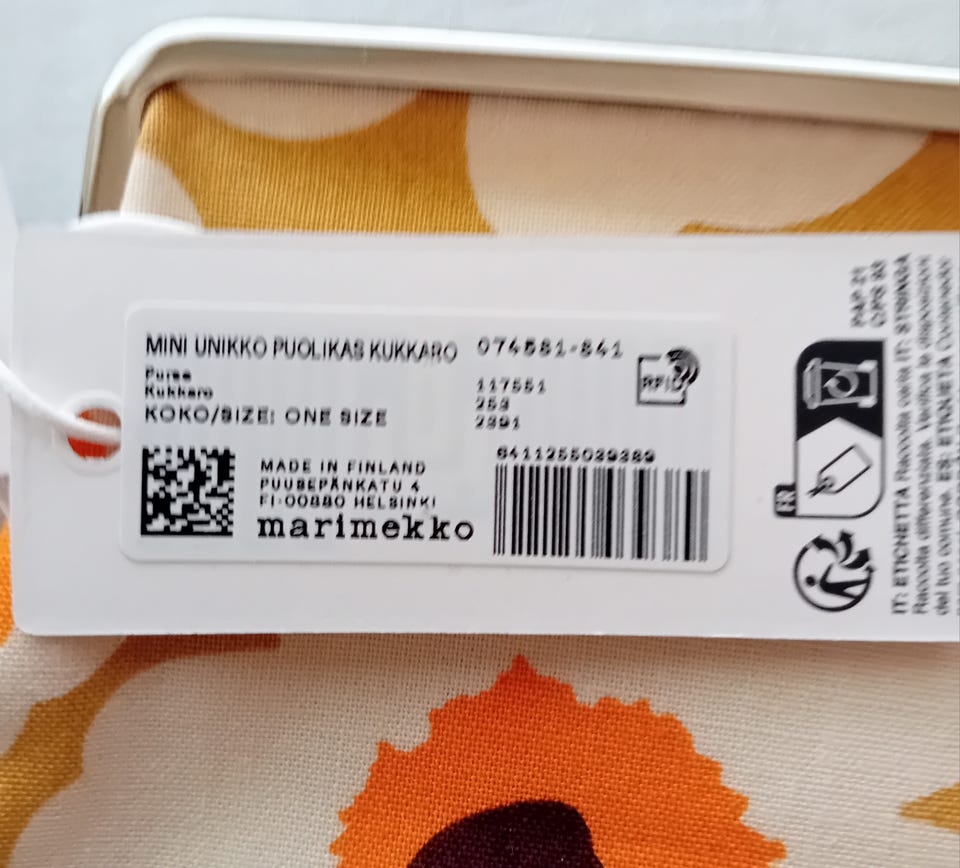 MINI UNIKKO PUOLIKAS KUKKARO 074581-841
Purse
Kukkaro
KOKO/SIZE: ONE SIZE
117551
253
2391
RFID
6411255029389
MADE IN FINLAND
PUUSEPÄNKATU 4
FI-00880 HELSINKI
marimekko
FR
PAP 21
IT: ETICHETTA Raccolta carta IT: STRINGA
Raccolta differenziata. Verifica le disposizioni
del tuo comune. ES: ETIQUETA Contenedor